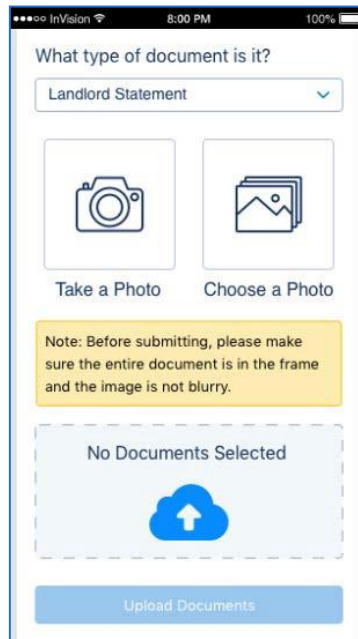 InVision 8:00 PM 100%
What type of document is it?
Landlord Statement
Take a Photo Choose a Photo
Note: Before submitting, please make
sure the entire document is in the frame
and the image is not blurry.
No Documents Selected
Upload Documents